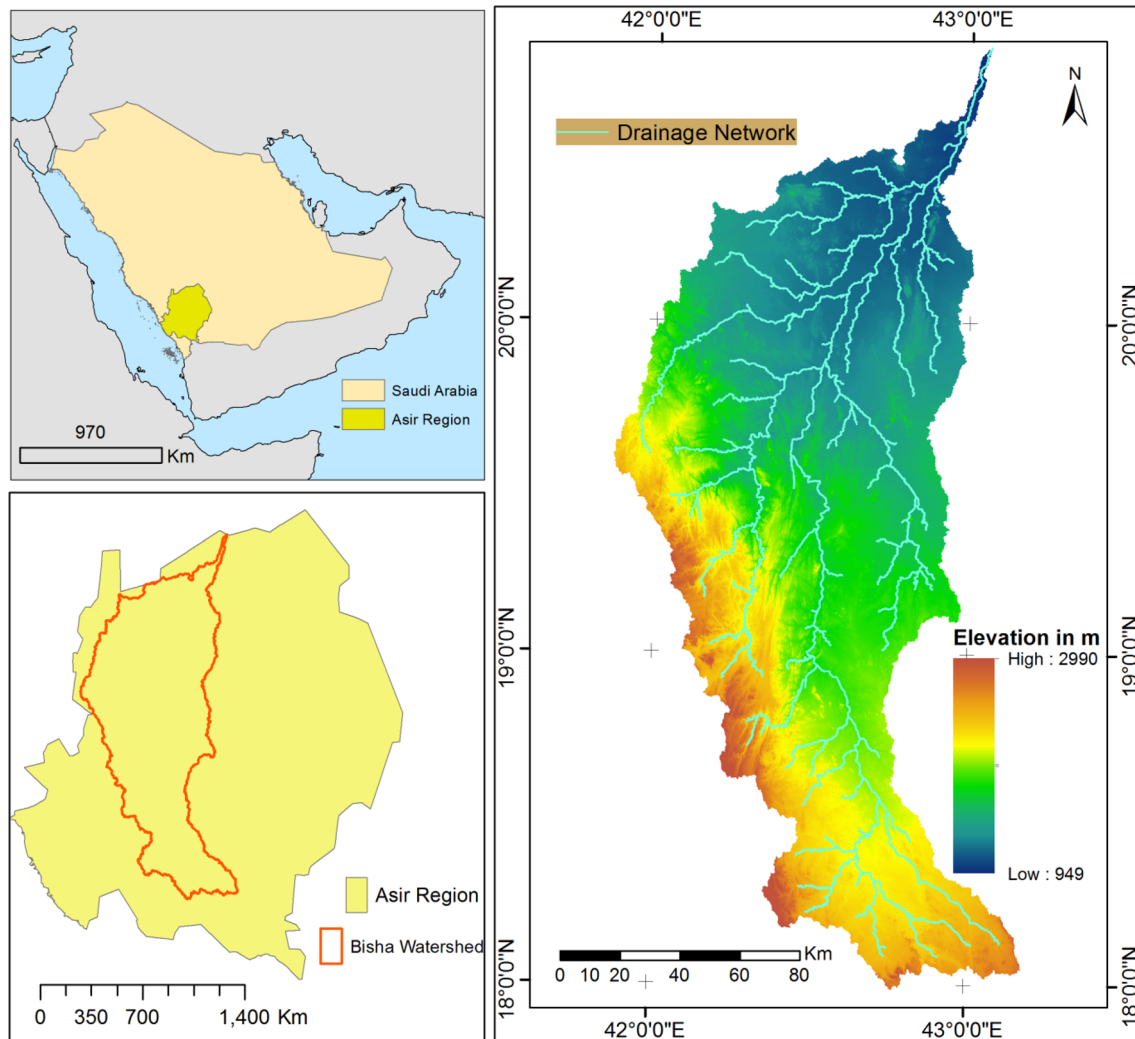 970
Km
Saudi Arabia
Asir Region
Asir Region
Bisha Watershed
0 350 700 1,400 Km
42°0'0"E 43°0'0"E
N
Drainage Network
20°0'0"N
20°0'0"N
19°0'0"N
19°0'0"N
Elevation in m
High : 2990
Low : 949
Km
0 10 20 40 60 80
18°0'0"N
18°0'0"N
42°0'0"E 43°0'0"E